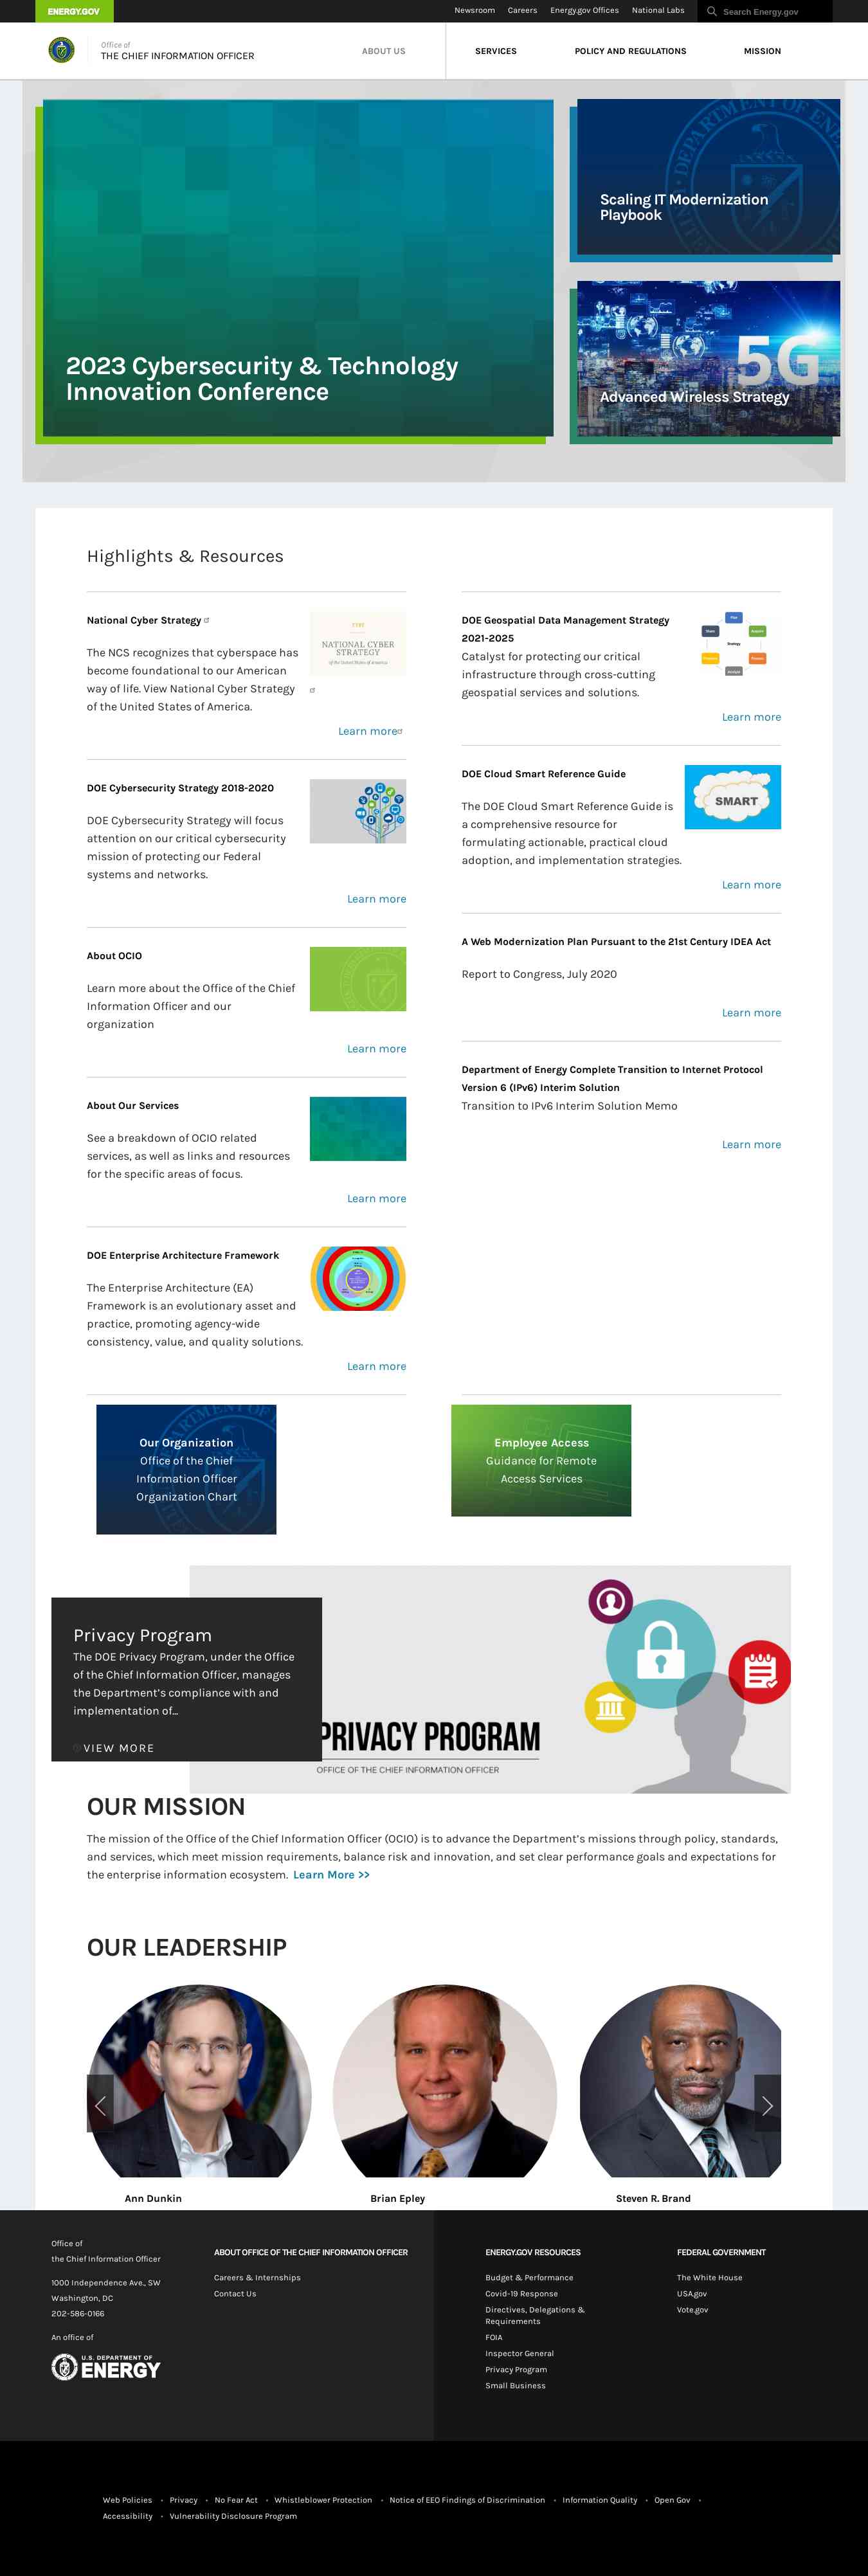 ENERGY.GOV
Newsroom
Careers
Energy.gov Offices
National Labs
Search Energy.gov
Office of
THE CHIEF INFORMATION OFFICER
ABOUT US
SERVICES
POLICY AND REGULATIONS
MISSION
2023 Cybersecurity & Technology
Innovation Conference
Scaling IT Modernization
Playbook
5G
Advanced Wireless Strategy
Highlights & Resources
National Cyber Strategy
NATIONAL CYBER
STRATEGY
of the United States of America
The NCS recognizes that cyberspace has
become foundational to our American
way of life. View National Cyber Strategy
of the United States of America.
Learn more
DOE Cybersecurity Strategy 2018-2020
DOE Cybersecurity Strategy will focus
attention on our critical cybersecurity
mission of protecting our Federal
systems and networks.
Learn more
About OCIO
Learn more about the Office of the Chief
Information Officer and our
organization
Learn more
About Our Services
See a breakdown of OCIO related
services, as well as links and resources
for the specific areas of focus.
Learn more
DOE Enterprise Architecture Framework
The Enterprise Architecture (EA)
Framework is an evolutionary asset and
practice, promoting agency-wide
consistency, value, and quality solutions.
Learn more
DOE Geospatial Data Management Strategy
2021-2025
Strategy
Catalyst for protecting our critical
infrastructure through cross-cutting
geospatial services and solutions.
Learn more
DOE Cloud Smart Reference Guide
SMART
The DOE Cloud Smart Reference Guide is
a comprehensive resource for
formulating actionable, practical cloud
adoption, and implementation strategies.
Learn more
A Web Modernization Plan Pursuant to the 21st Century IDEA Act
Report to Congress, July 2020
Learn more
Department of Energy Complete Transition to Internet Protocol
Version 6 (IPv6) Interim Solution
Transition to IPv6 Interim Solution Memo
Learn more
Our Organization
Office of the Chief
Information Officer
Organization Chart
Employee Access
Guidance for Remote
Access Services
Privacy Program
The DOE Privacy Program, under the Office
of the Chief Information Officer, manages
the Department's compliance with and
implementation of...
VIEW MORE
PRIVACY PROGRAM
OFFICE OF THE CHIEF INFORMATION OFFICER
OUR MISSION
The mission of the Office of the Chief Information Officer (OCIO) is to advance the Department's missions through policy, standards,
and services, which meet mission requirements, balance risk and innovation, and set clear performance goals and expectations for
the enterprise information ecosystem. Learn More >>
OUR LEADERSHIP
Ann Dunkin
Brian Epley
Steven R. Brand
Office of
the Chief Information Officer
1000 Independence Ave., SW
Washington, DC
202-586-0166
An office of
U.S. DEPARTMENT OF
ENERGY
ABOUT OFFICE OF THE CHIEF INFORMATION OFFICER
Careers & Internships
Contact Us
ENERGY.GOV RESOURCES
Budget & Performance
Covid-19 Response
Directives, Delegations &
Requirements
FOIA
Inspector General
Privacy Program
Small Business
FEDERAL GOVERNMENT
The White House
USA.gov
Vote.gov
Web Policies • Privacy • No Fear Act • Whistleblower Protection • Notice of EEO Findings of Discrimination • Information Quality • Open Gov •
Accessibility • Vulnerability Disclosure Program